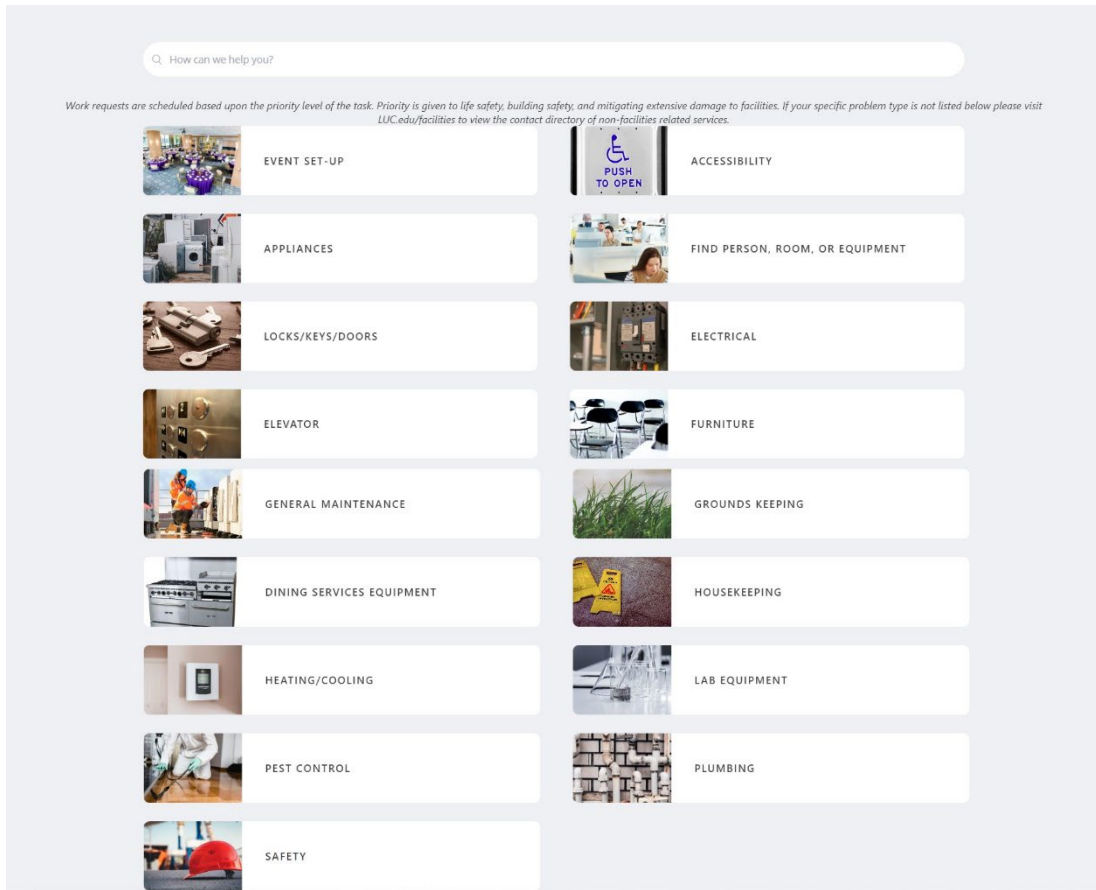 How can we help you?
Work requests are scheduled based upon the priority level of the task. Priority is given to life safety, building safety, and mitigating extensive damage to facilities. If your specific problem type is not listed below please visit
LUC.edu/facilities to view the contact directory of non-facilities related services.
EVENT SET-UP
PUSH
TO OPEN
ACCESSIBILITY
APPLIANCES
FIND PERSON, ROOM, OR EQUIPMENT
LOCKS/KEYS/DOORS
ELECTRICAL
ELEVATOR
FURNITURE
GENERAL MAINTENANCE
GROUNDS KEEPING
DINING SERVICES EQUIPMENT
HOUSEKEEPING
HEATING/COOLING
LAB EQUIPMENT
PEST CONTROL
PLUMBING
SAFETY